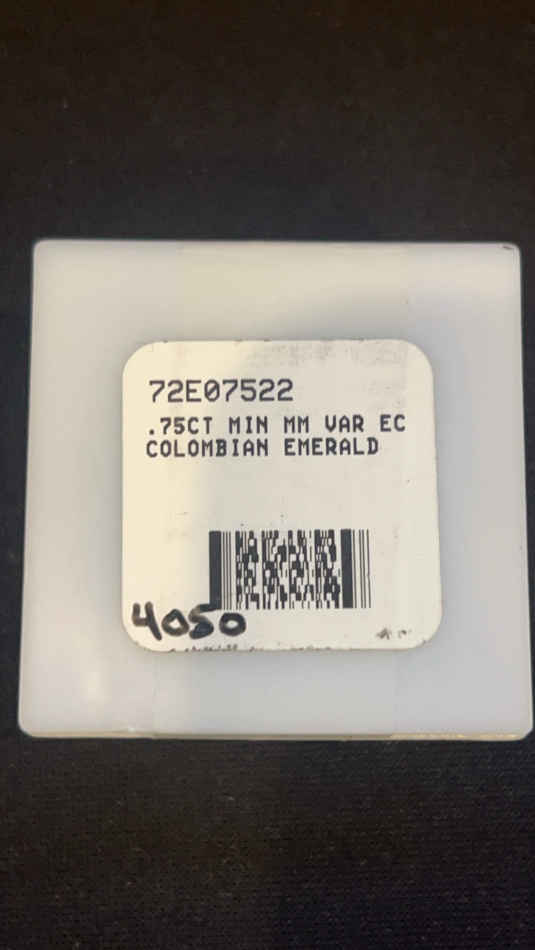 72E07522
.75CT MIN MM VAR EC
COLOMBIAN EMERALD
4050